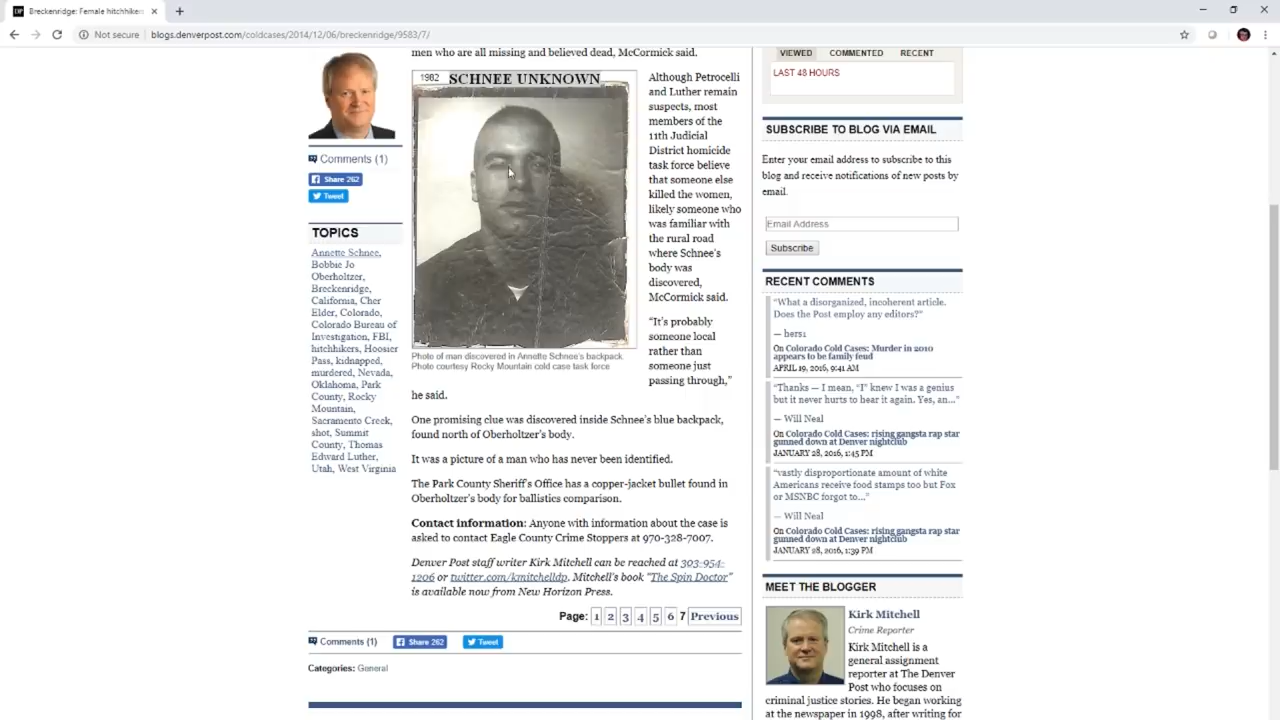 Breckenridge: Female hitchhiker
Not secure
blogs.denverpost.com/coldcases/2014/12/06/breckenridge/9583/7/
Comments (1)
Share 262
Tweet
TOPICS
Annette Schnee,
Bobbie Jo
Oberholtzer,
Breckenridge,
California, Cher
Elder, Colorado,
Colorado Bureau of
Investigation, FBI,
hitchhikers, Hoosier
Pass, kidnapped,
murdered, Nevada,
Oklahoma, Park
County, Rocky
Mountain,
Sacramento Creek,
shot, Summit
County, Thomas
Edward Luther,
Utah, West Virginia
men who are all missing and believed dead, McCormick said.
1982 SCHNEE UNKNOWN
Photo of man discovered in Annette Schnee's backpack.
Photo courtesy Rocky Mountain cold case task force
Although Petrocelli
and Luther remain
suspects, most
members of the
11th Judicial
District homicide
task force believe
that someone else
killed the women,
likely someone who
was familiar with
the rural road
where Schnee's
body was
discovered,
McCormick said.
“It's probably
someone local
rather than
someone just
passing through,”
he said.
One promising clue was discovered inside Schnee's blue backpack,
found north of Oberholtzer's body.
It was a picture of a man who has never been identified.
The Park County Sheriff's Office has a copper-jacket bullet found in
Oberholtzer's body for ballistics comparison.
Contact information: Anyone with information about the case is
asked to contact Eagle County Crime Stoppers at 970-328-7007.
Denver Post staff writer Kirk Mitchell can be reached at 303-954-
1206 or twitter.com/kmitchelldp. Mitchell's book “The Spin Doctor”
is available now from New Horizon Press.
Page: 1 2 3 4 5 6 7 Previous
Comments (1) Share 262 Tweet
Categories: General
VIEWED COMMENTED RECENT
LAST 48 HOURS
SUBSCRIBE TO BLOG VIA EMAIL
Enter your email address to subscribe to this
blog and receive notifications of new posts by
email.
Email Address
Subscribe
RECENT COMMENTS
“What a disorganized, incoherent article.
Does the Post employ any editors?”
— hers1
On Colorado Cold Cases: Murder in 2010
appears to be family feud
APRIL 19, 2016, 9:41 AM
“Thanks — I mean, “I” knew I was a genius
but it never hurts to hear it again. Yes, an...”
— Will Neal
On Colorado Cold Cases: rising gangsta rap star
gunned down at Denver nightclub
JANUARY 28, 2016, 1:45 PM
“vastly disproportionate amount of white
Americans receive food stamps too but Fox
or MSNBC forgot to...”
— Will Neal
On Colorado Cold Cases: rising gangsta rap star
gunned down at Denver nightclub
JANUARY 28, 2016, 1:39 PM
MEET THE BLOGGER
Kirk Mitchell
Crime Reporter
Kirk Mitchell is a
general assignment
reporter at The Denver
Post who focuses on
criminal justice stories. He began working
at the newspaper in 1998, after writing for